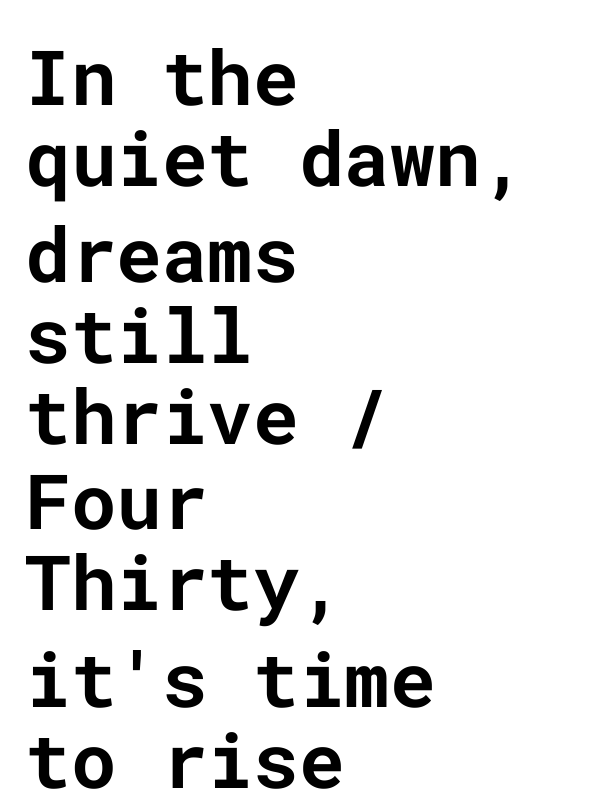 In the
quiet dawn,
dreams
still
thrive /
Four
Thirty,
it's time
to rise